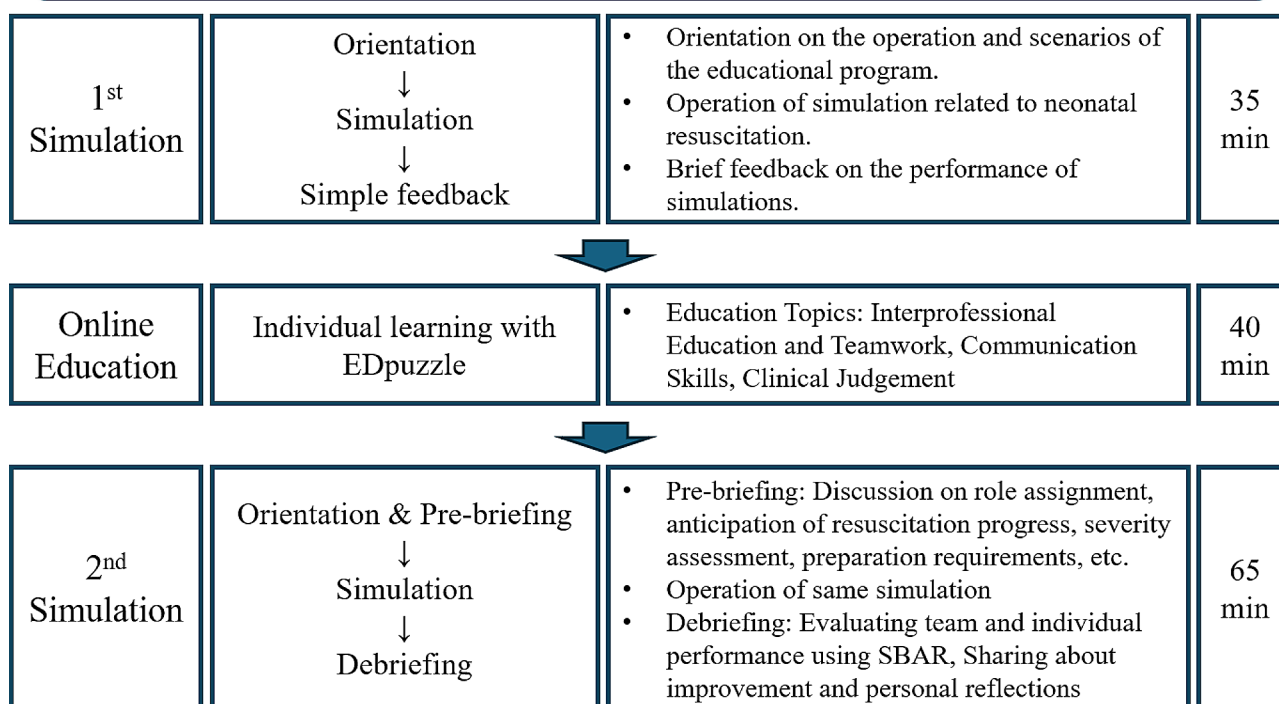 1st
Simulation
Orientation
↓
Simulation
↓
Simple feedback
• Orientation on the operation and scenarios of
the educational program.
• Operation of simulation related to neonatal
resuscitation.
• Brief feedback on the performance of
simulations.
35
min
Online
Education
Individual learning with
EDpuzzle
• Education Topics: Interprofessional
Education and Teamwork, Communication
Skills, Clinical Judgement
40
min
2nd
Simulation
Orientation & Pre-briefing
↓
Simulation
↓
Debriefing
• Pre-briefing: Discussion on role assignment,
anticipation of resuscitation progress, severity
assessment, preparation requirements, etc.
• Operation of same simulation
• Debriefing: Evaluating team and individual
performance using SBAR, Sharing about
improvement and personal reflections
65
min